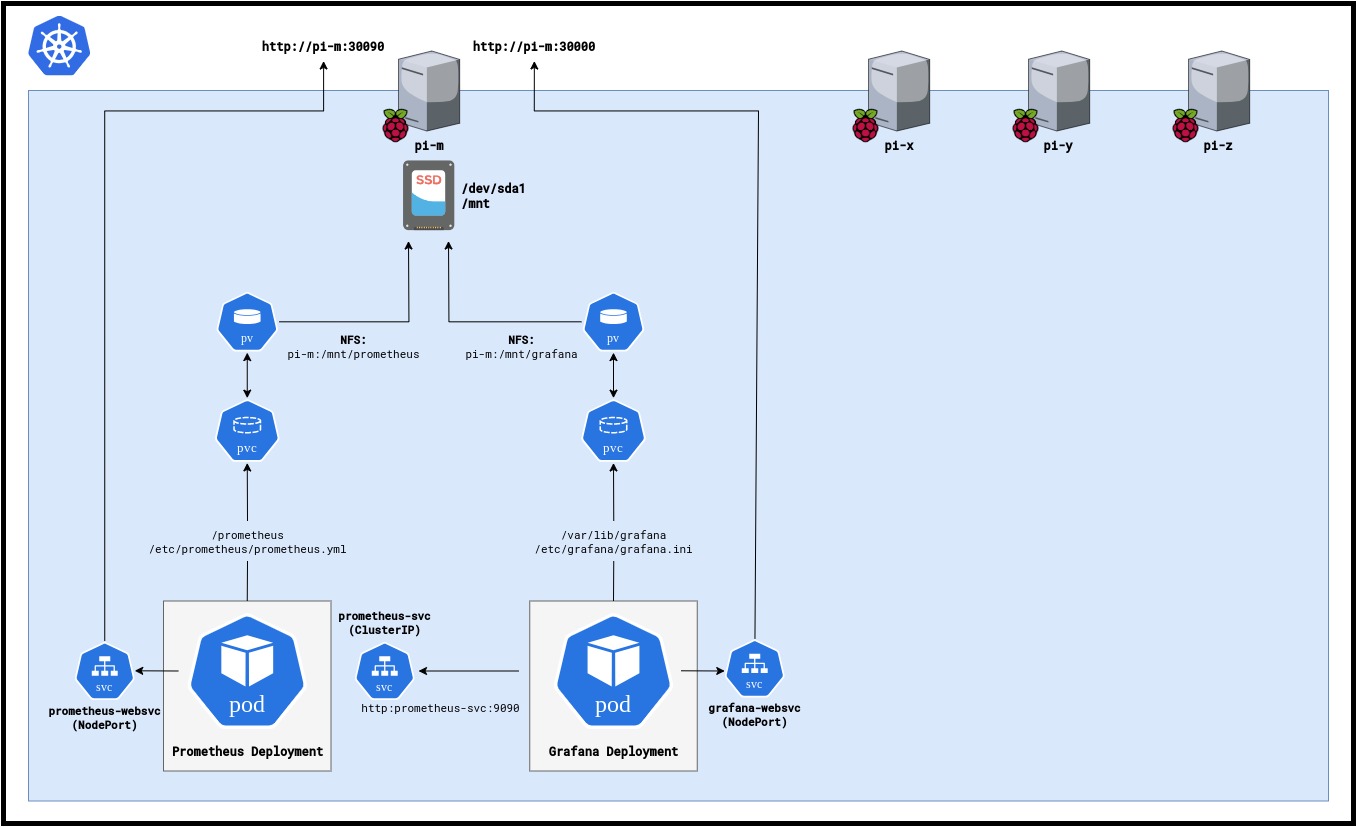 http://pi-m:30090
http://pi-m:30000
pi-m
pi-x
pi-y
pi-z
SSD
/dev/sda1
/mnt
pv
NFS:
pi-m:/mnt/prometheus
NFS:
pi-m:/mnt/grafana
pv
pvc
pvc
/prometheus
/etc/prometheus/prometheus.yml
/var/lib/grafana
/etc/grafana/grafana.ini
svc
prometheus-websvc
(NodePort)
pod
Prometheus Deployment
prometheus-svc
(ClusterIP)
svc
http:prometheus-svc:9090
pod
Grafana Deployment
svc
grafana-websvc
(NodePort)